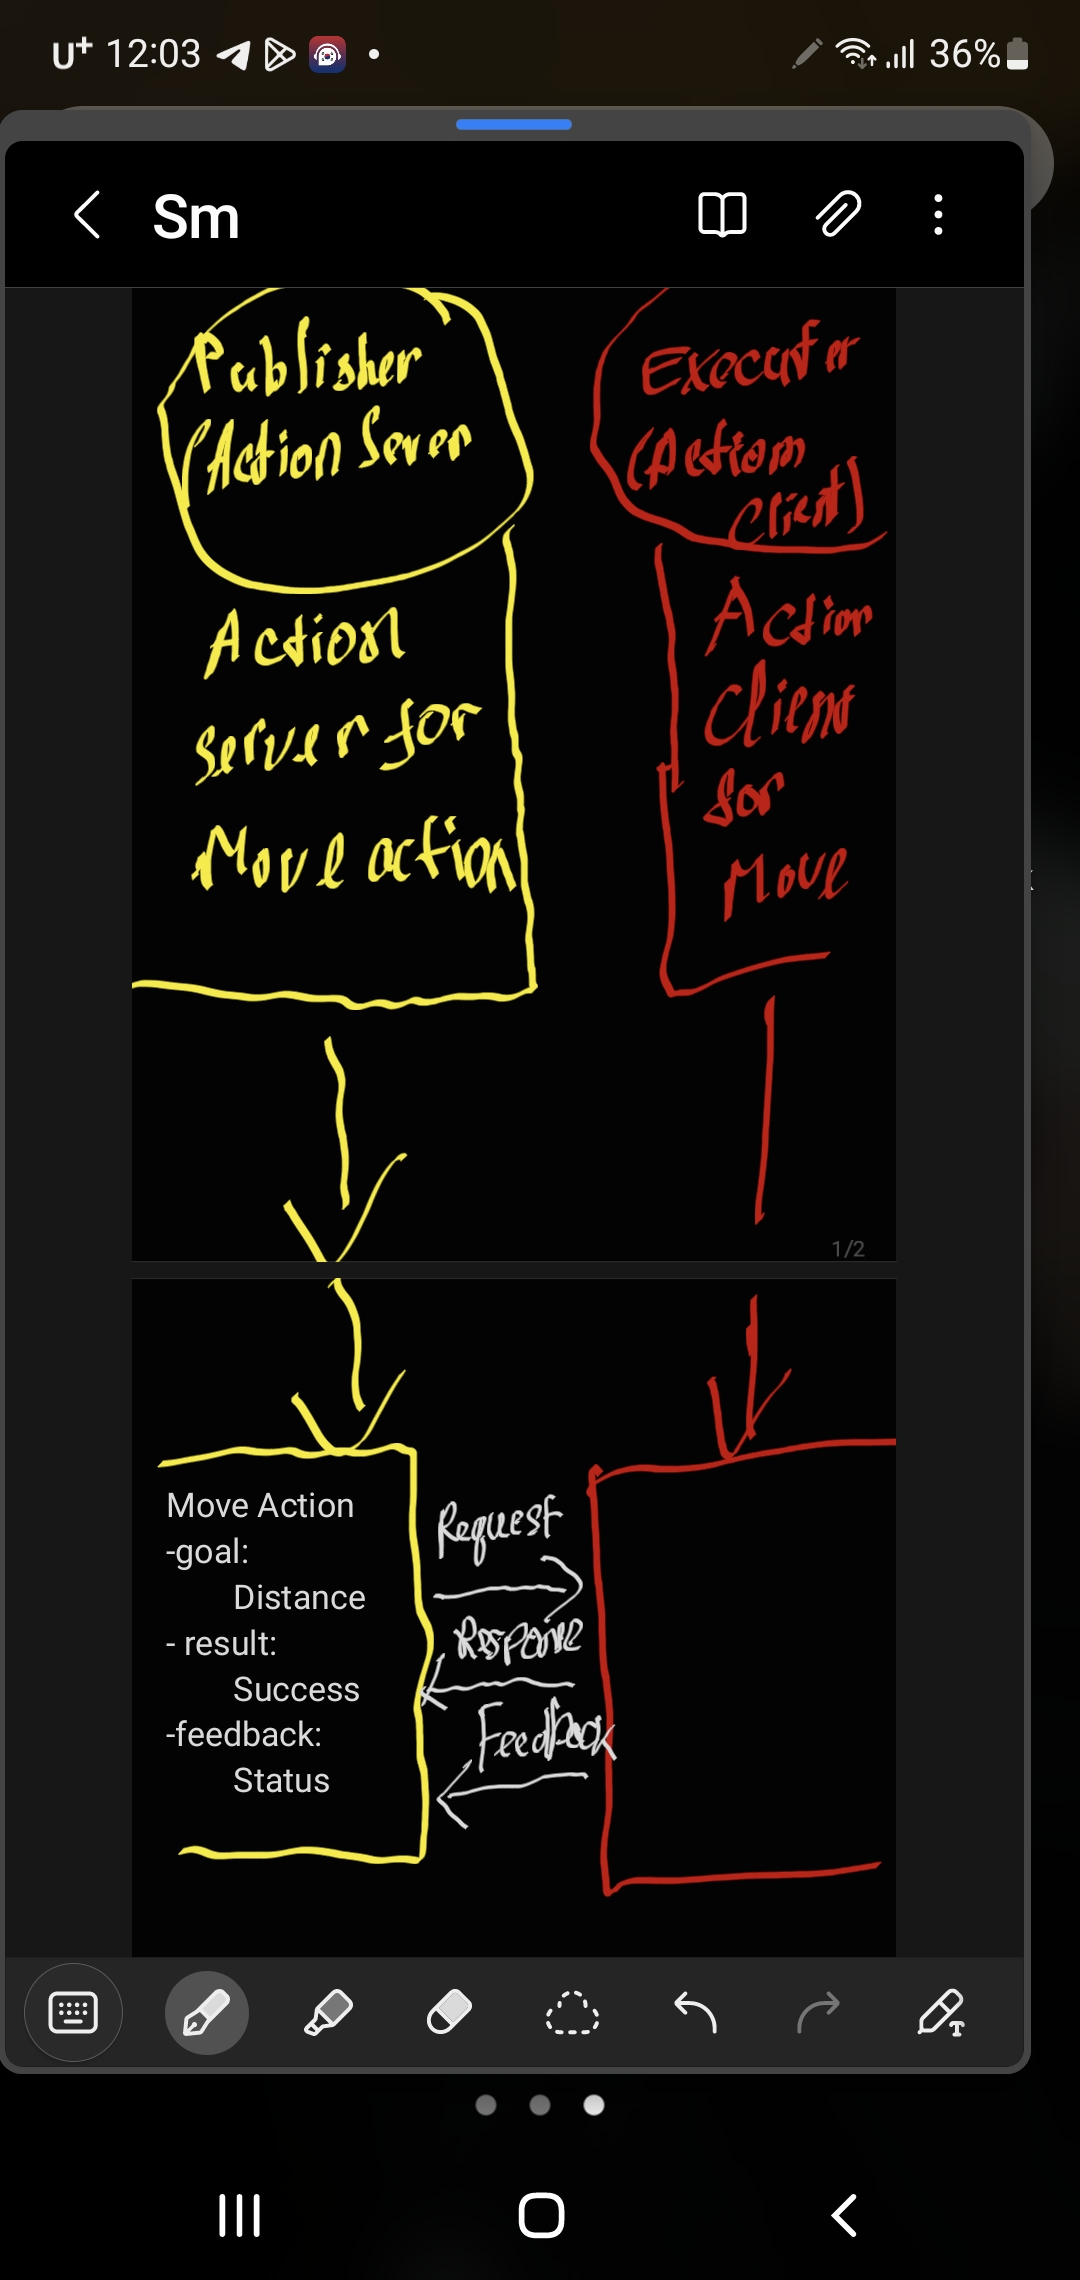 U+ 12:03 36%
Sm
Publisher
(Action Sever
Action
server for
Move action
Executer
(Action
Client)
Action
Client
for
Move
1/2
Move Action
-goal:
Distance
- result:
Success
-feedback:
Status
Request
Response
Feedback
T